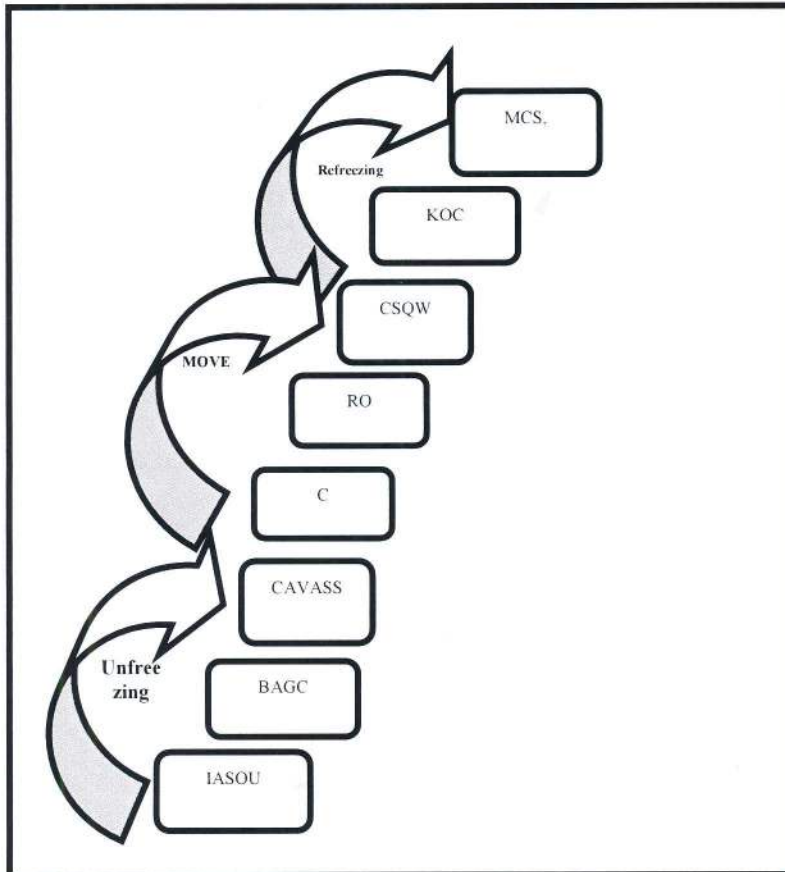 MCS.
Refreezing
KOC
CSQW
MOVE
RO
C
CAVASS
Unfree
zing
BAGC
IASOU